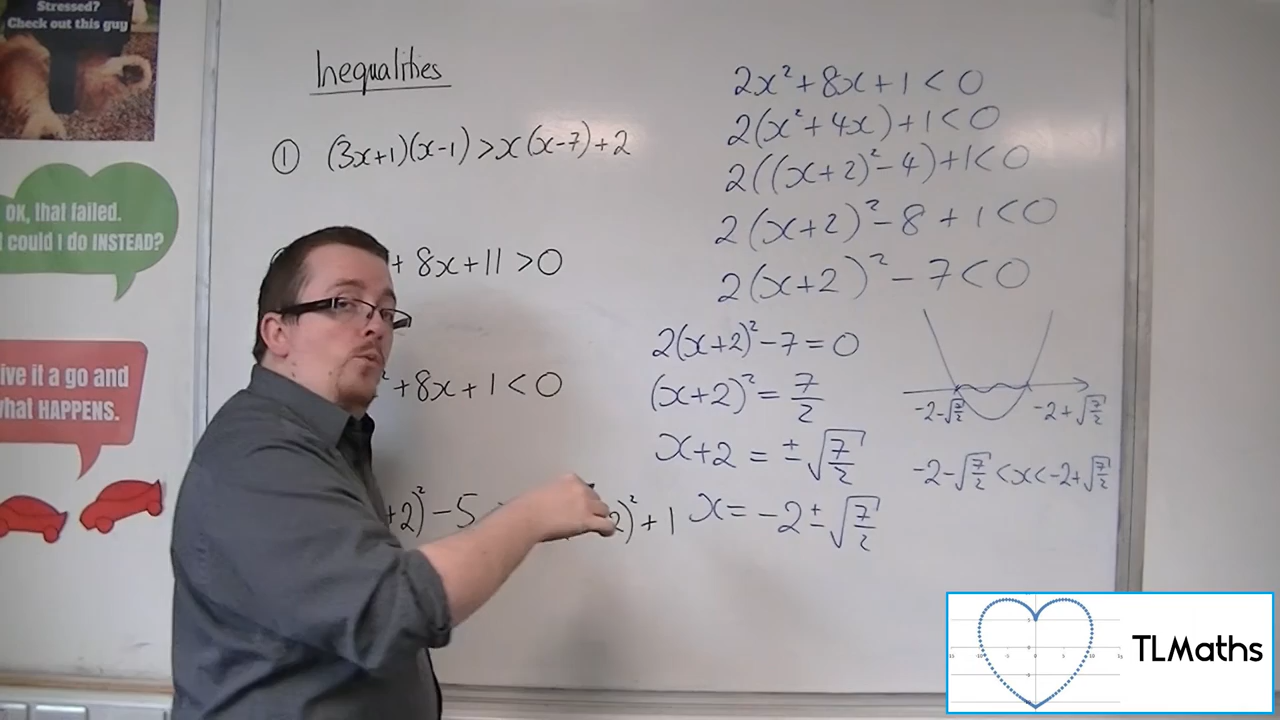 Stressed?
Check out this guy
OK, that failed.
could I do INSTEAD?
ive it a go and
what HAPPENS.
Inequalities
① (3x+1)(x-1) > x(x-7)+2
+ 8x + 11 > 0
² + 8x + 1 < 0
+2)² - 5
2)² + 1
2x² + 8x + 1 < 0
2(x² + 4x) + 1 < 0
2((x+2)² - 4) + 1 < 0
2(x+2)² - 8 + 1 < 0
2(x+2)² - 7 < 0
2(x+2)² - 7 = 0
(x+2)² = 7/2
x+2 = ±√(7/2)
x = -2 ± √(7/2)
-2-√(7/2)
-2+√(7/2)
-2-√(7/2) < x < -2+√(7/2)
TLMaths